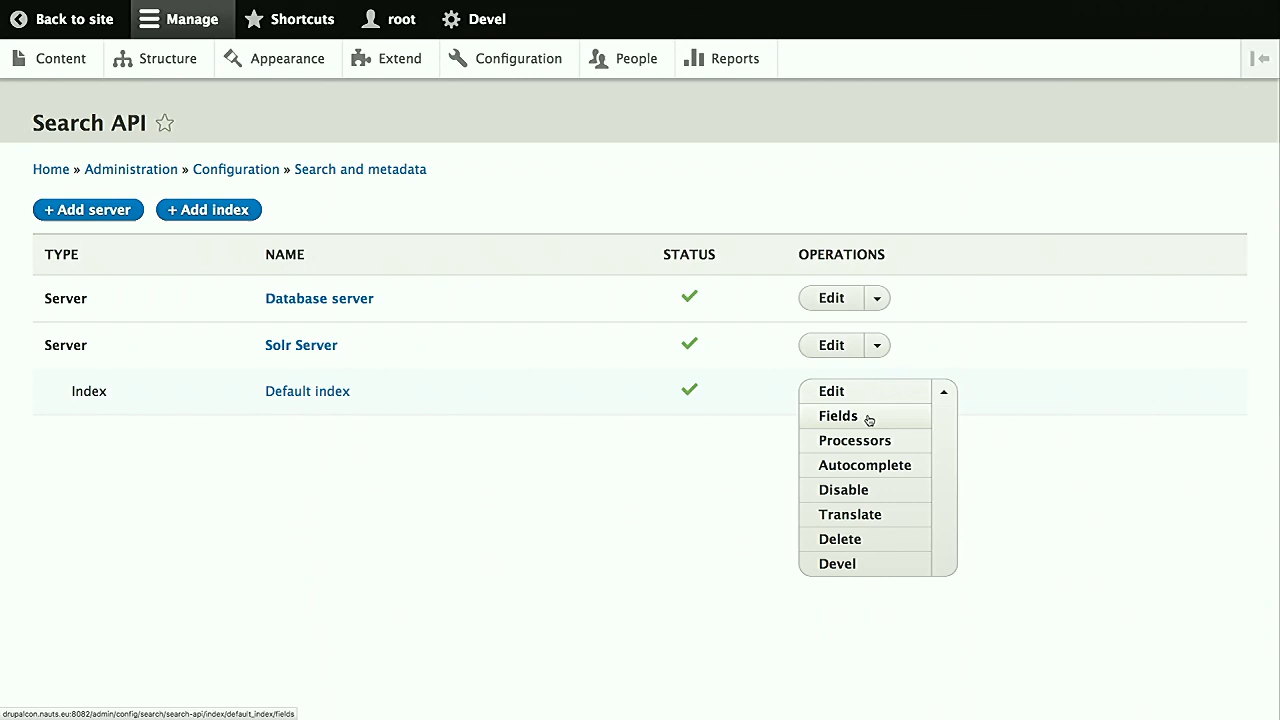 Back to site Manage Shortcuts root Devel
Content Structure Appearance Extend Configuration People Reports
Search API
Home » Administration » Configuration » Search and metadata
+ Add server + Add index
TYPE NAME STATUS OPERATIONS
Server Database server Edit
Server Solr Server Edit
Index Default index Edit
Fields
Processors
Autocomplete
Disable
Translate
Delete
Devel
drupalcon.nauts.eu:8082/admin/config/search/search-api/index/default_index/fields